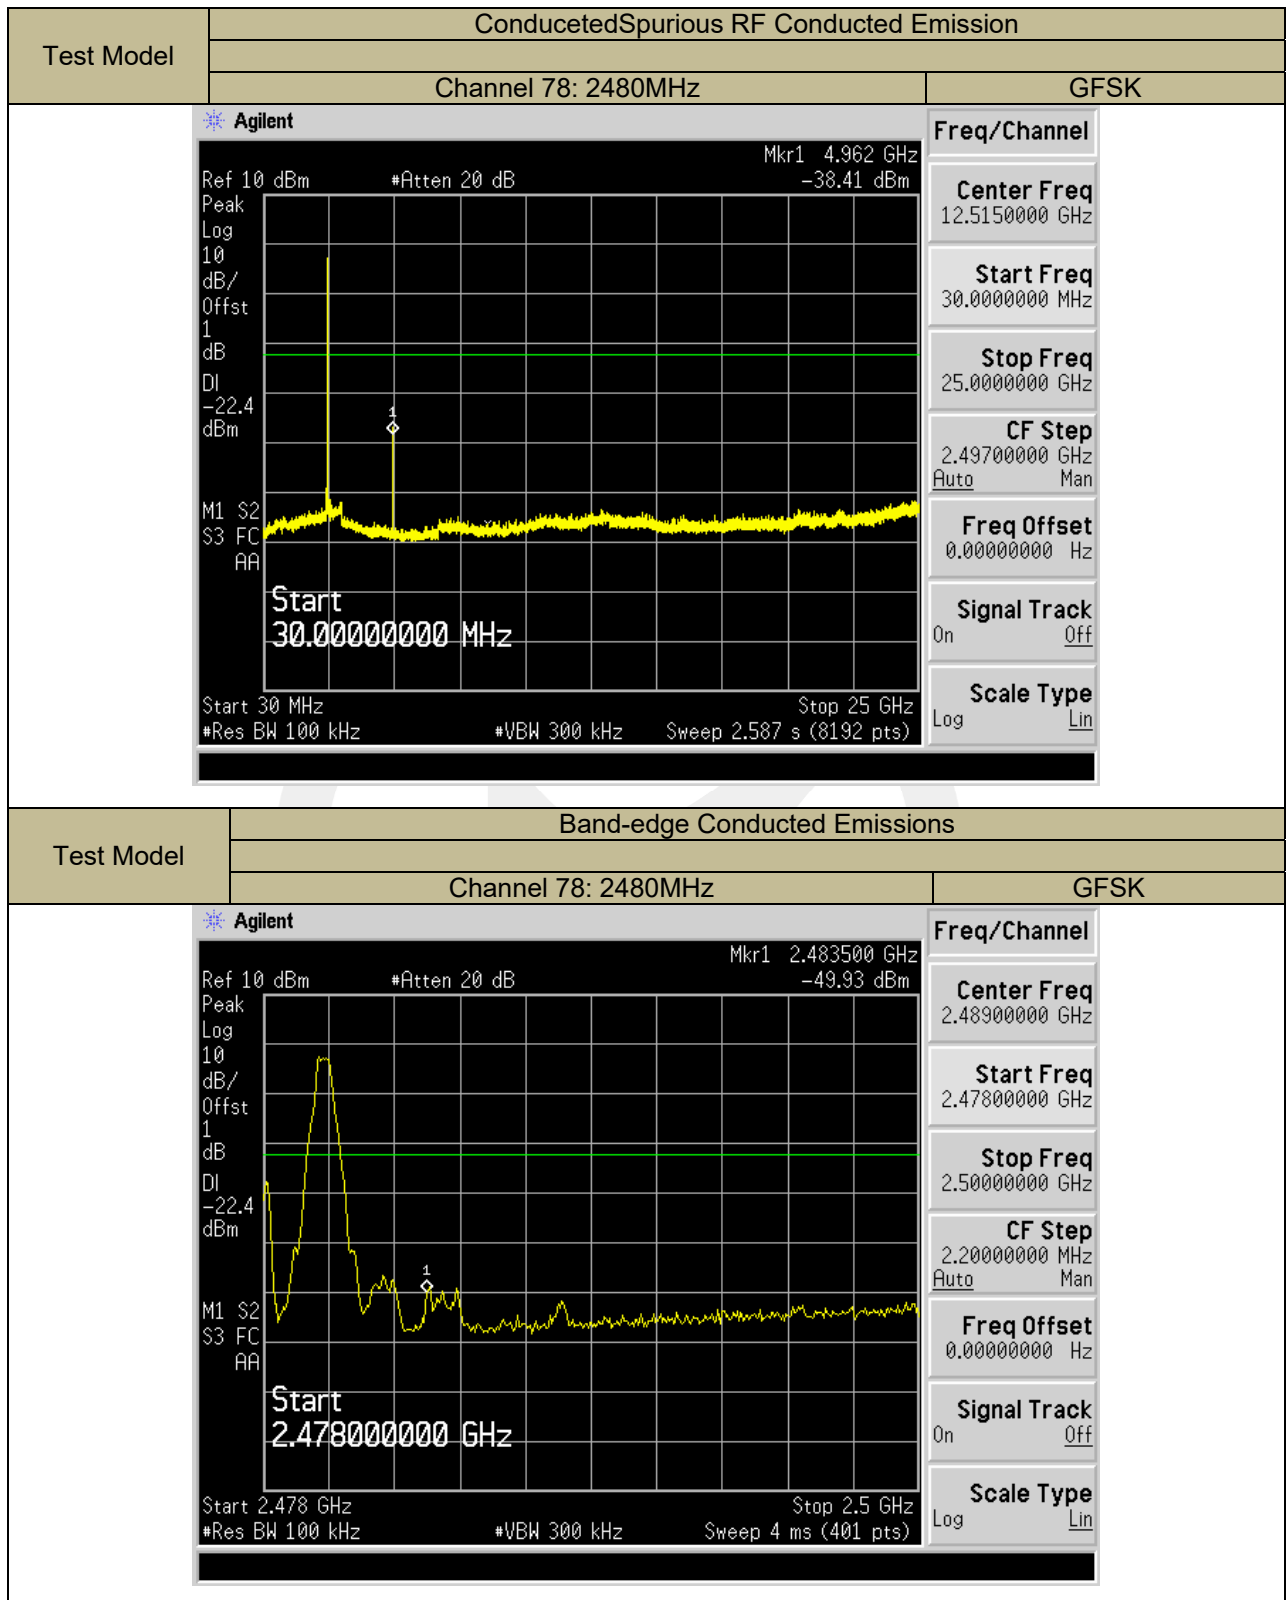 Test Model
ConducetedSpurious RF Conducted Emission
Channel 78: 2480MHz
GFSK
Agilent
Freq/Channel
Mkr1 4.962 GHz
Ref 10 dBm #Atten 20 dB -38.41 dBm
Peak
Log
10
dB/
Offst
1
dB
DI
-22.4
dBm
1
M1 S2
S3 FC
AA
Start
30.00000000 MHz
Start 30 MHz Stop 25 GHz
#Res BW 100 kHz #VBW 300 kHz Sweep 2.587 s (8192 pts)
Center Freq
12.5150000 GHz
Start Freq
30.0000000 MHz
Stop Freq
25.0000000 GHz
CF Step
2.49700000 GHz
Auto Man
Freq Offset
0.00000000 Hz
Signal Track
On Off
Scale Type
Log Lin
Test Model
Band-edge Conducted Emissions
Channel 78: 2480MHz
GFSK
Agilent
Freq/Channel
Mkr1 2.483500 GHz
Ref 10 dBm #Atten 20 dB -49.93 dBm
Peak
Log
10
dB/
Offst
1
dB
DI
-22.4
dBm
1
M1 S2
S3 FC
AA
Start
2.478000000 GHz
Start 2.478 GHz Stop 2.5 GHz
#Res BW 100 kHz #VBW 300 kHz Sweep 4 ms (401 pts)
Center Freq
2.48900000 GHz
Start Freq
2.47800000 GHz
Stop Freq
2.50000000 GHz
CF Step
2.20000000 MHz
Auto Man
Freq Offset
0.00000000 Hz
Signal Track
On Off
Scale Type
Log Lin